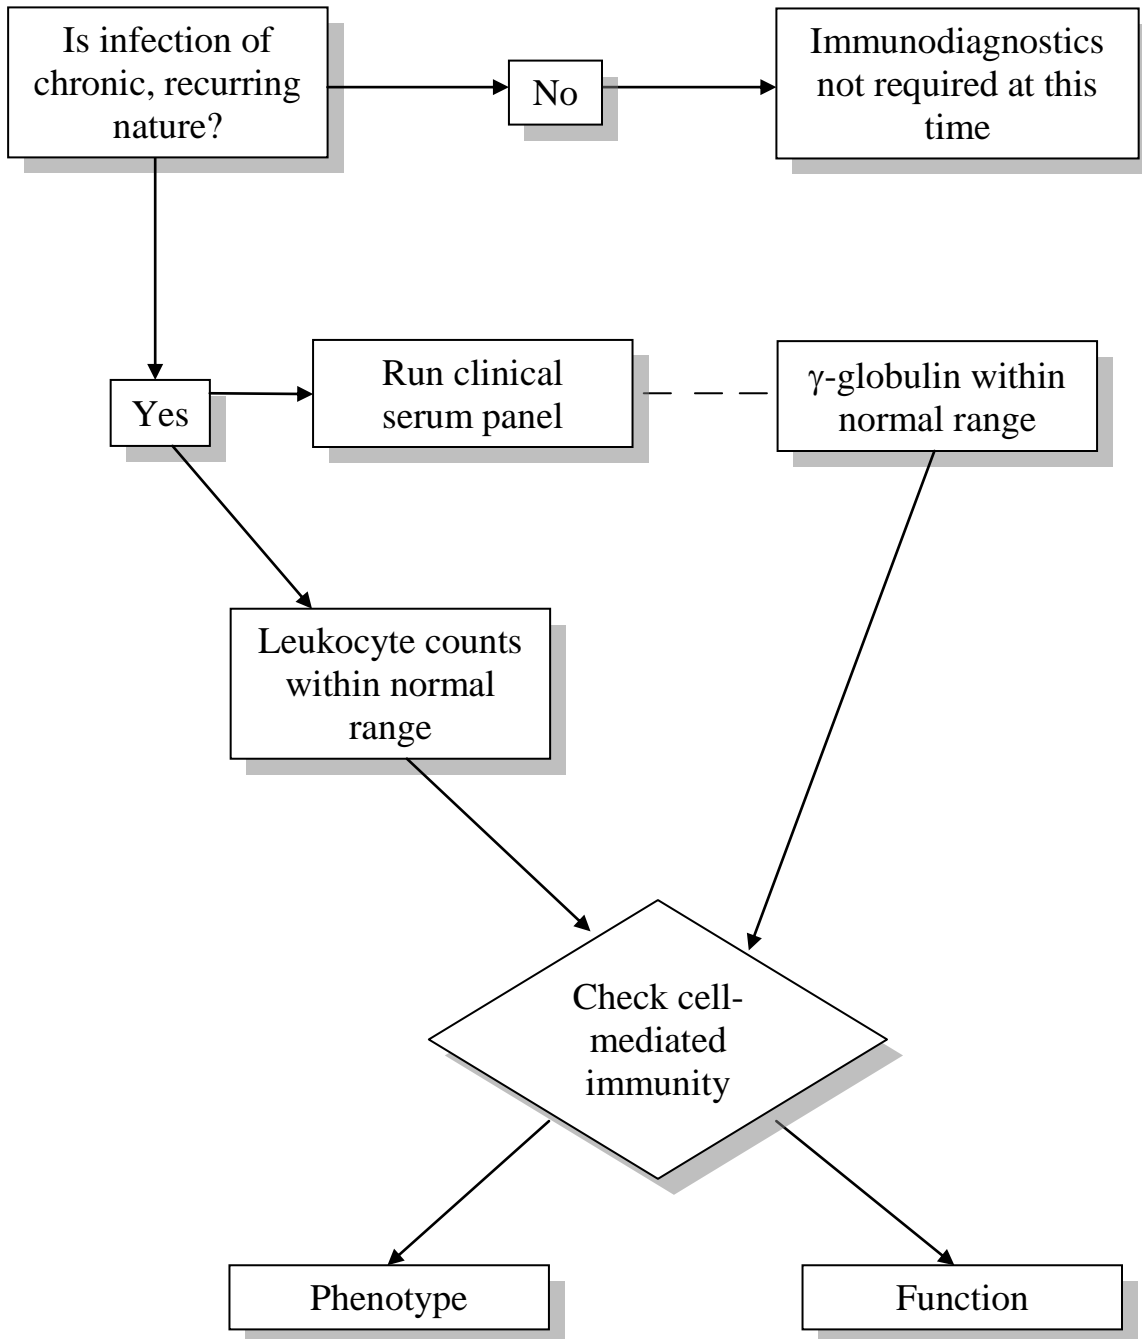 Is infection of
chronic, recurring
nature?
No
Immunodiagnostics
not required at this
time
Yes
Run clinical
serum panel
γ-globulin within
normal range
Leukocyte counts
within normal
range
Check cell-
mediated
immunity
Phenotype
Function